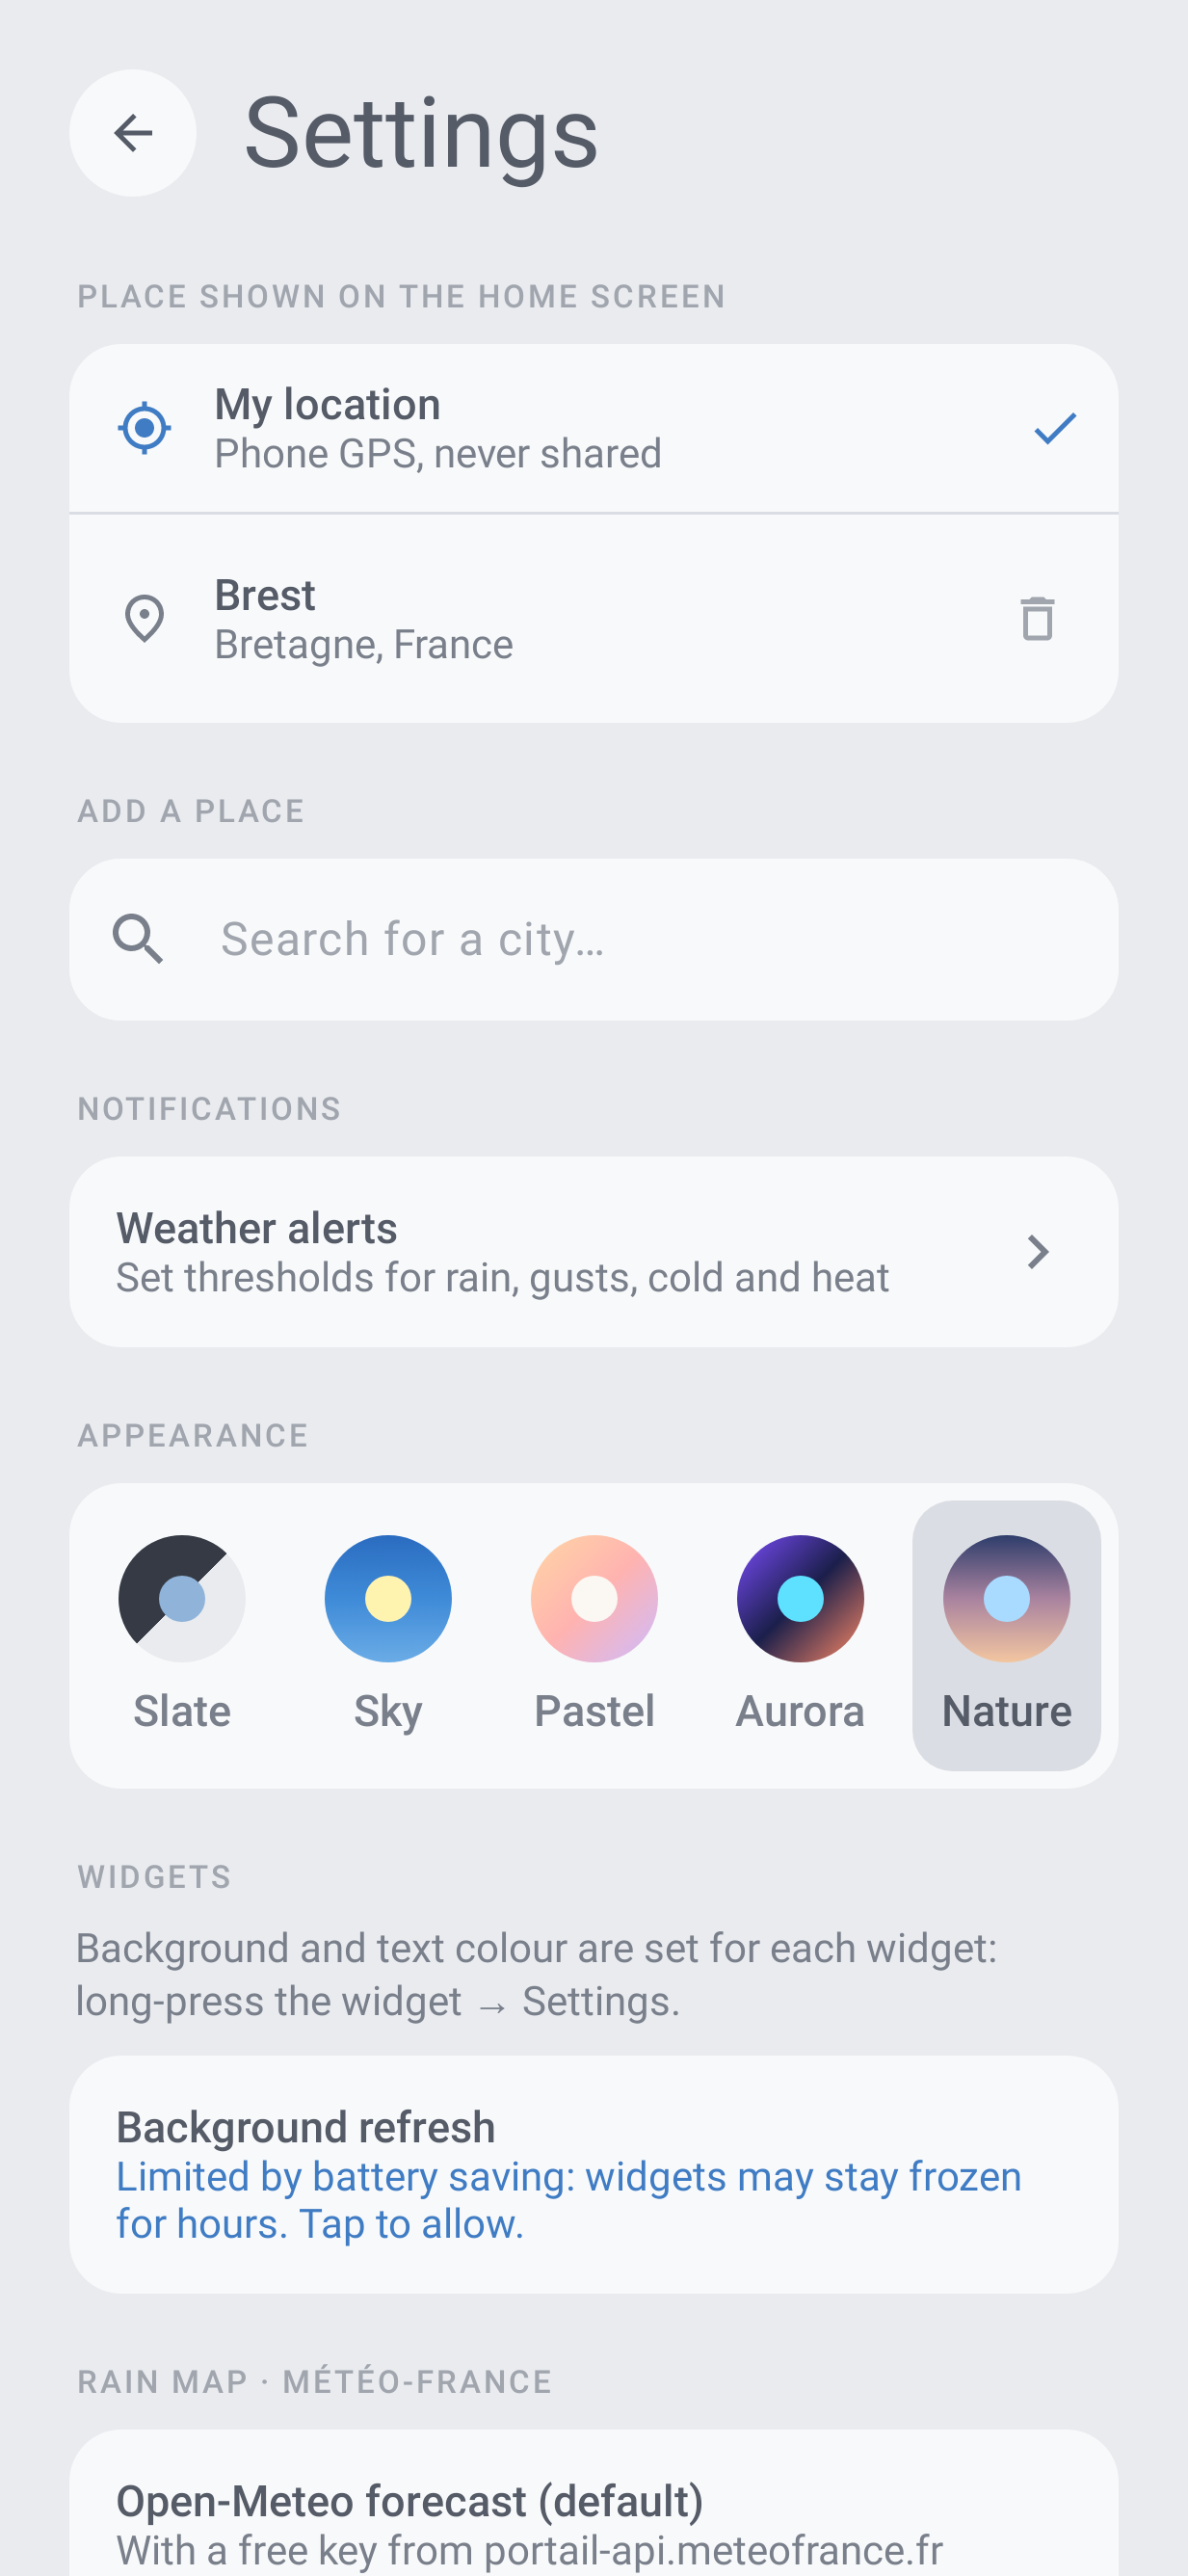 Settings
PLACE SHOWN ON THE HOME SCREEN
My location
Phone GPS, never shared
Brest
Bretagne, France
ADD A PLACE
Search for a city…
NOTIFICATIONS
Weather alerts
Set thresholds for rain, gusts, cold and heat
APPEARANCE
Slate Sky Pastel Aurora Nature
WIDGETS
Background and text colour are set for each widget:
long-press the widget → Settings.
Background refresh
Limited by battery saving: widgets may stay frozen
for hours. Tap to allow.
RAIN MAP · MÉTÉO-FRANCE
Open-Meteo forecast (default)
With a free key from portail-api.meteofrance.fr